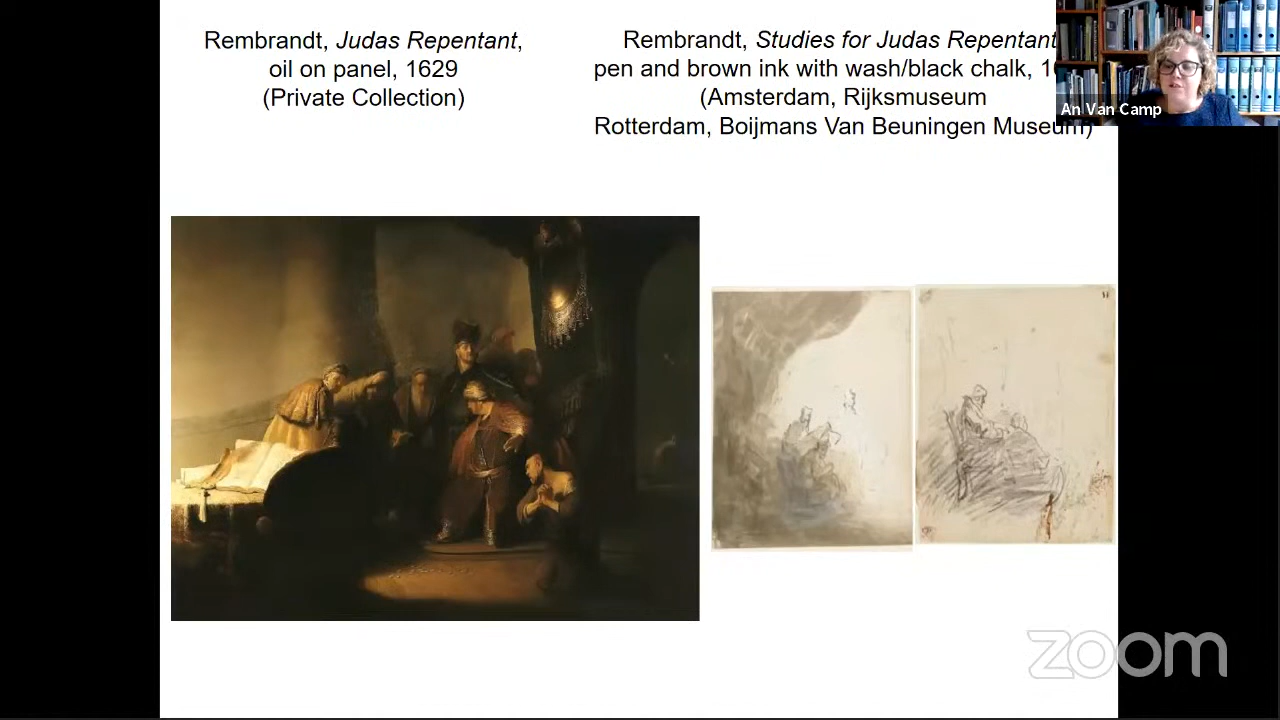 Rembrandt, Judas Repentant,
oil on panel, 1629
(Private Collection)
Rembrandt, Studies for Judas Repentant
pen and brown ink with wash/black chalk,
(Amsterdam, Rijksmuseum
Rotterdam, Boijmans Van Beuningen Museum)
An Van Camp
zoom